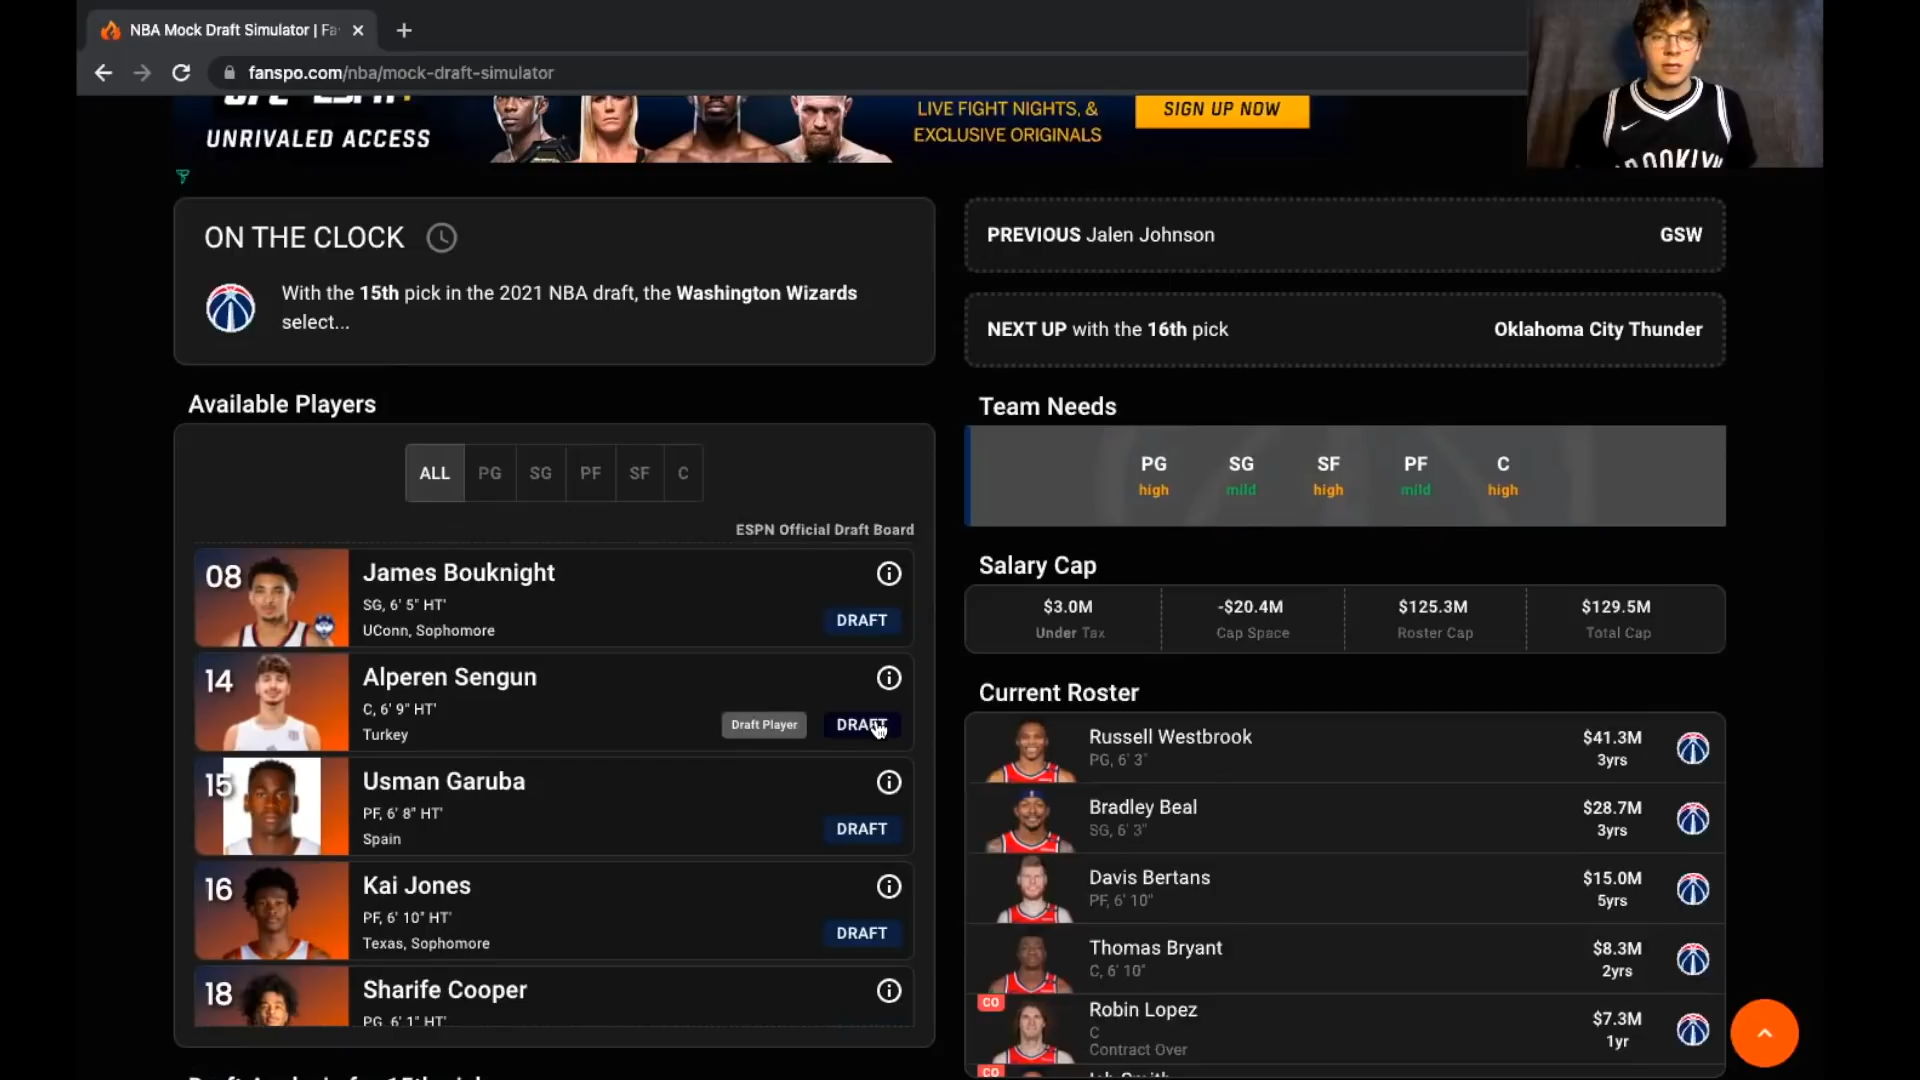 NBA Mock Draft Simulator | Fa
fanspo.com/nba/mock-draft-simulator
UNRIVALED ACCESS
LIVE FIGHT NIGHTS, &
EXCLUSIVE ORIGINALS
SIGN UP NOW
BROOKLYN
ON THE CLOCK
With the 15th pick in the 2021 NBA draft, the Washington Wizards
select...
PREVIOUS Jalen Johnson GSW
NEXT UP with the 16th pick Oklahoma City Thunder
Available Players
ALL PG SG PF SF C
ESPN Official Draft Board
08 James Bouknight
SG, 6' 5" HT'
UConn, Sophomore
DRAFT
14 Alperen Sengun
C, 6' 9" HT'
Turkey
Draft Player DRAFT
15 Usman Garuba
PF, 6' 8" HT'
Spain
DRAFT
16 Kai Jones
PF, 6' 10" HT'
Texas, Sophomore
DRAFT
18 Sharife Cooper
PG, 6' 1" HT'
Team Needs
PG SG SF PF C
high mild high mild high
Salary Cap
$3.0M -$20.4M $125.3M $129.5M
Under Tax Cap Space Roster Cap Total Cap
Current Roster
Russell Westbrook $41.3M
PG, 6' 3" 3yrs
Bradley Beal $28.7M
SG, 6' 3" 3yrs
Davis Bertans $15.0M
PF, 6' 10" 5yrs
Thomas Bryant $8.3M
C, 6' 10" 2yrs
CO Robin Lopez $7.3M
C 1yr
Contract Over
CO